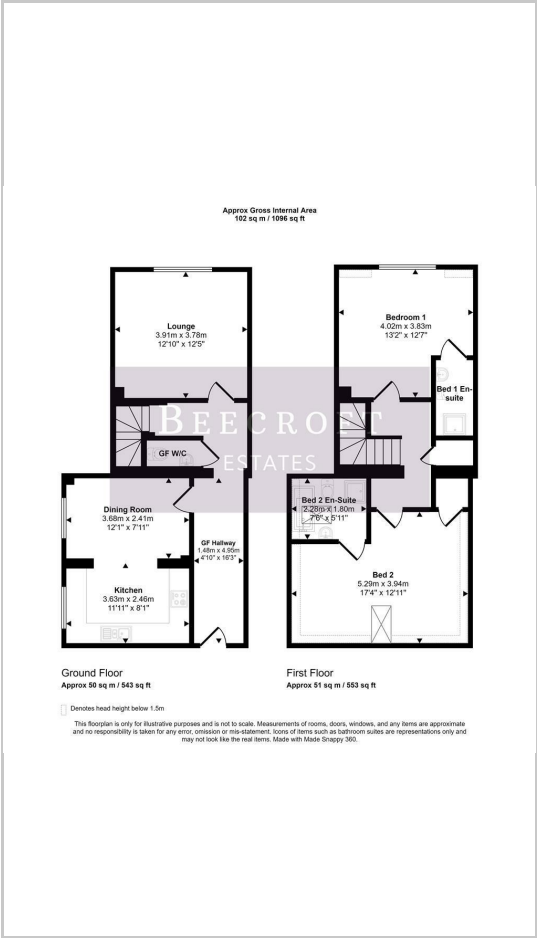 Approx Gross Internal Area
102 sq m / 1096 sq ft
Lounge
3.91m x 3.78m
12'10" x 12'5"
Bedroom 1
4.02m x 3.83m
13'2" x 12'7"
Bed 1 En-
suite
BEECROFT
ESTATES
GF W/C
Dining Room
3.68m x 2.41m
12'1" x 7'11"
GF Hallway
1.48m x 4.95m
4'10" x 16'3"
Kitchen
3.63m x 2.46m
11'11" x 8'1"
Bed 2 En-Suite
2.28m x 1.80m
7'6" x 5'11"
Bed 2
5.29m x 3.94m
17'4" x 12'11"
Ground Floor
Approx 50 sq m / 543 sq ft
First Floor
Approx 51 sq m / 553 sq ft
Denotes head height below 1.5m
This floorplan is only for illustrative purposes and is not to scale. Measurements of rooms, doors, windows, and any items are approximate
and no responsibility is taken for any error, omission or mis-statement. Icons of items such as bathroom suites are representations only and
may not look like the real items. Made with Made Snappy 360.